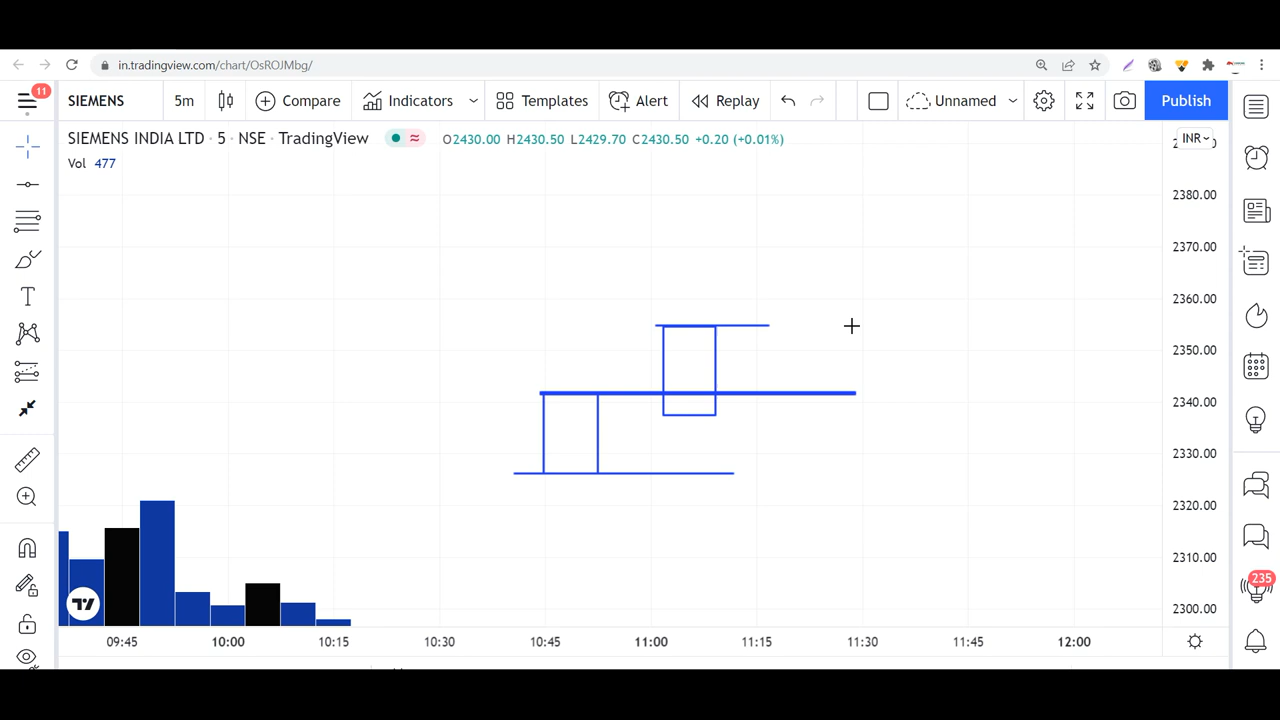 in.tradingview.com/chart/OsROJMbg/
11
SIEMENS 5m Compare Indicators Templates Alert Replay Unnamed Publish
SIEMENS INDIA LTD · 5 · NSE · TradingView O2430.00 H2430.50 L2429.70 C2430.50 +0.20 (+0.01%)
INR
Vol 477
2380.00
2370.00
2360.00
2350.00
2340.00
2330.00
2320.00
2310.00
235
2300.00
09:45 10:00 10:15 10:30 10:45 11:00 11:15 11:30 11:45 12:00